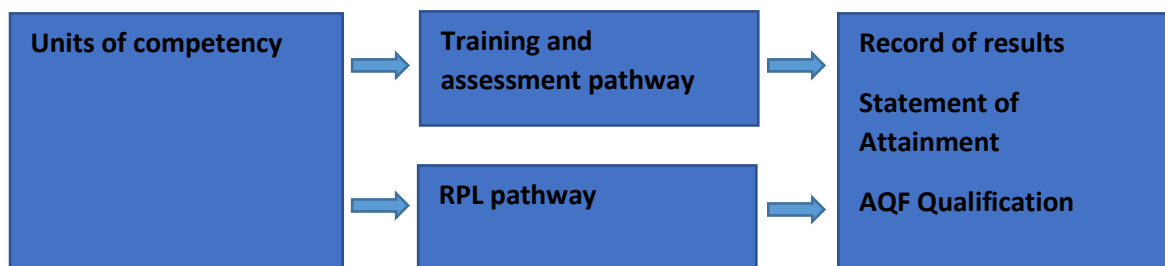 Units of competency
Training and
assessment pathway
RPL pathway
Record of results
Statement of
Attainment
AQF Qualification